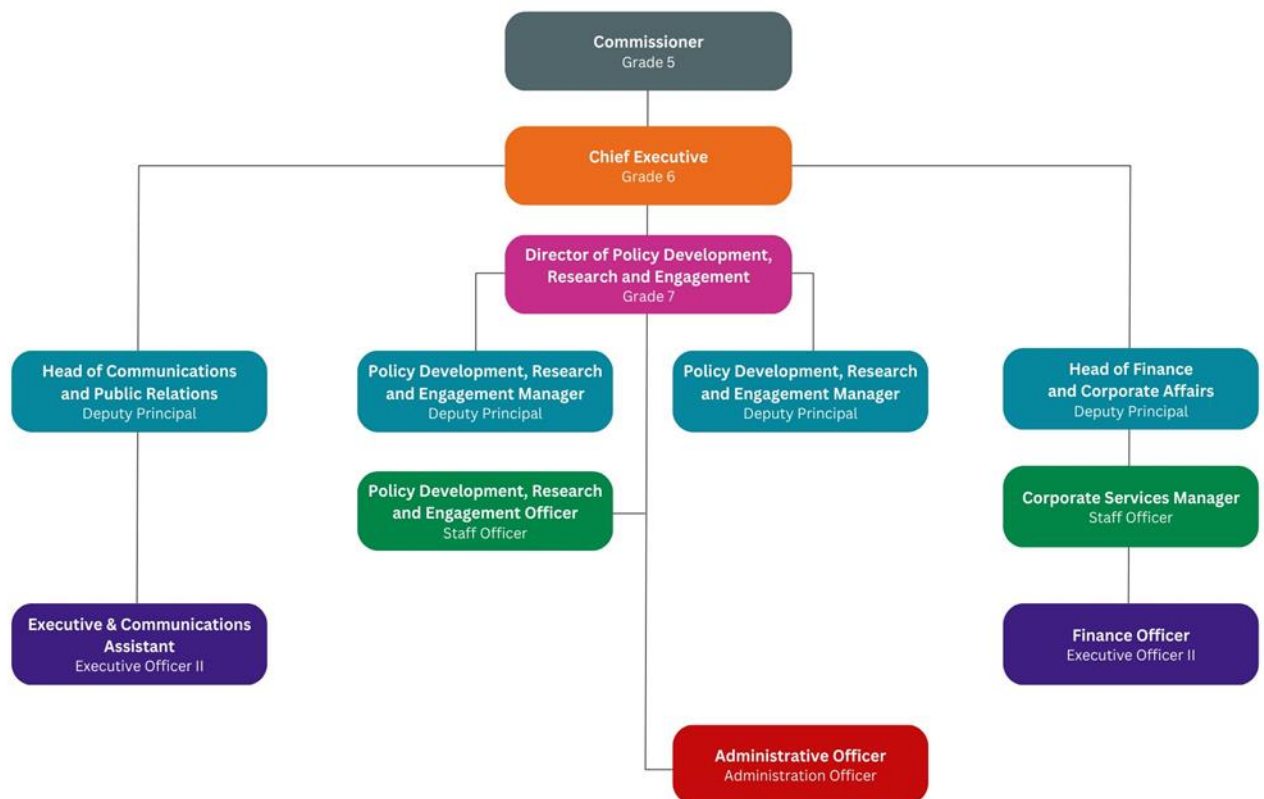 Commissioner
Grade 5
Chief Executive
Grade 6
Director of Policy Development,
Research and Engagement
Grade 7
Head of Communications
and Public Relations
Deputy Principal
Policy Development, Research
and Engagement Manager
Deputy Principal
Policy Development, Research
and Engagement Manager
Deputy Principal
Head of Finance
and Corporate Affairs
Deputy Principal
Policy Development, Research
and Engagement Officer
Staff Officer
Corporate Services Manager
Staff Officer
Executive & Communications
Assistant
Executive Officer II
Finance Officer
Executive Officer II
Administrative Officer
Administration Officer